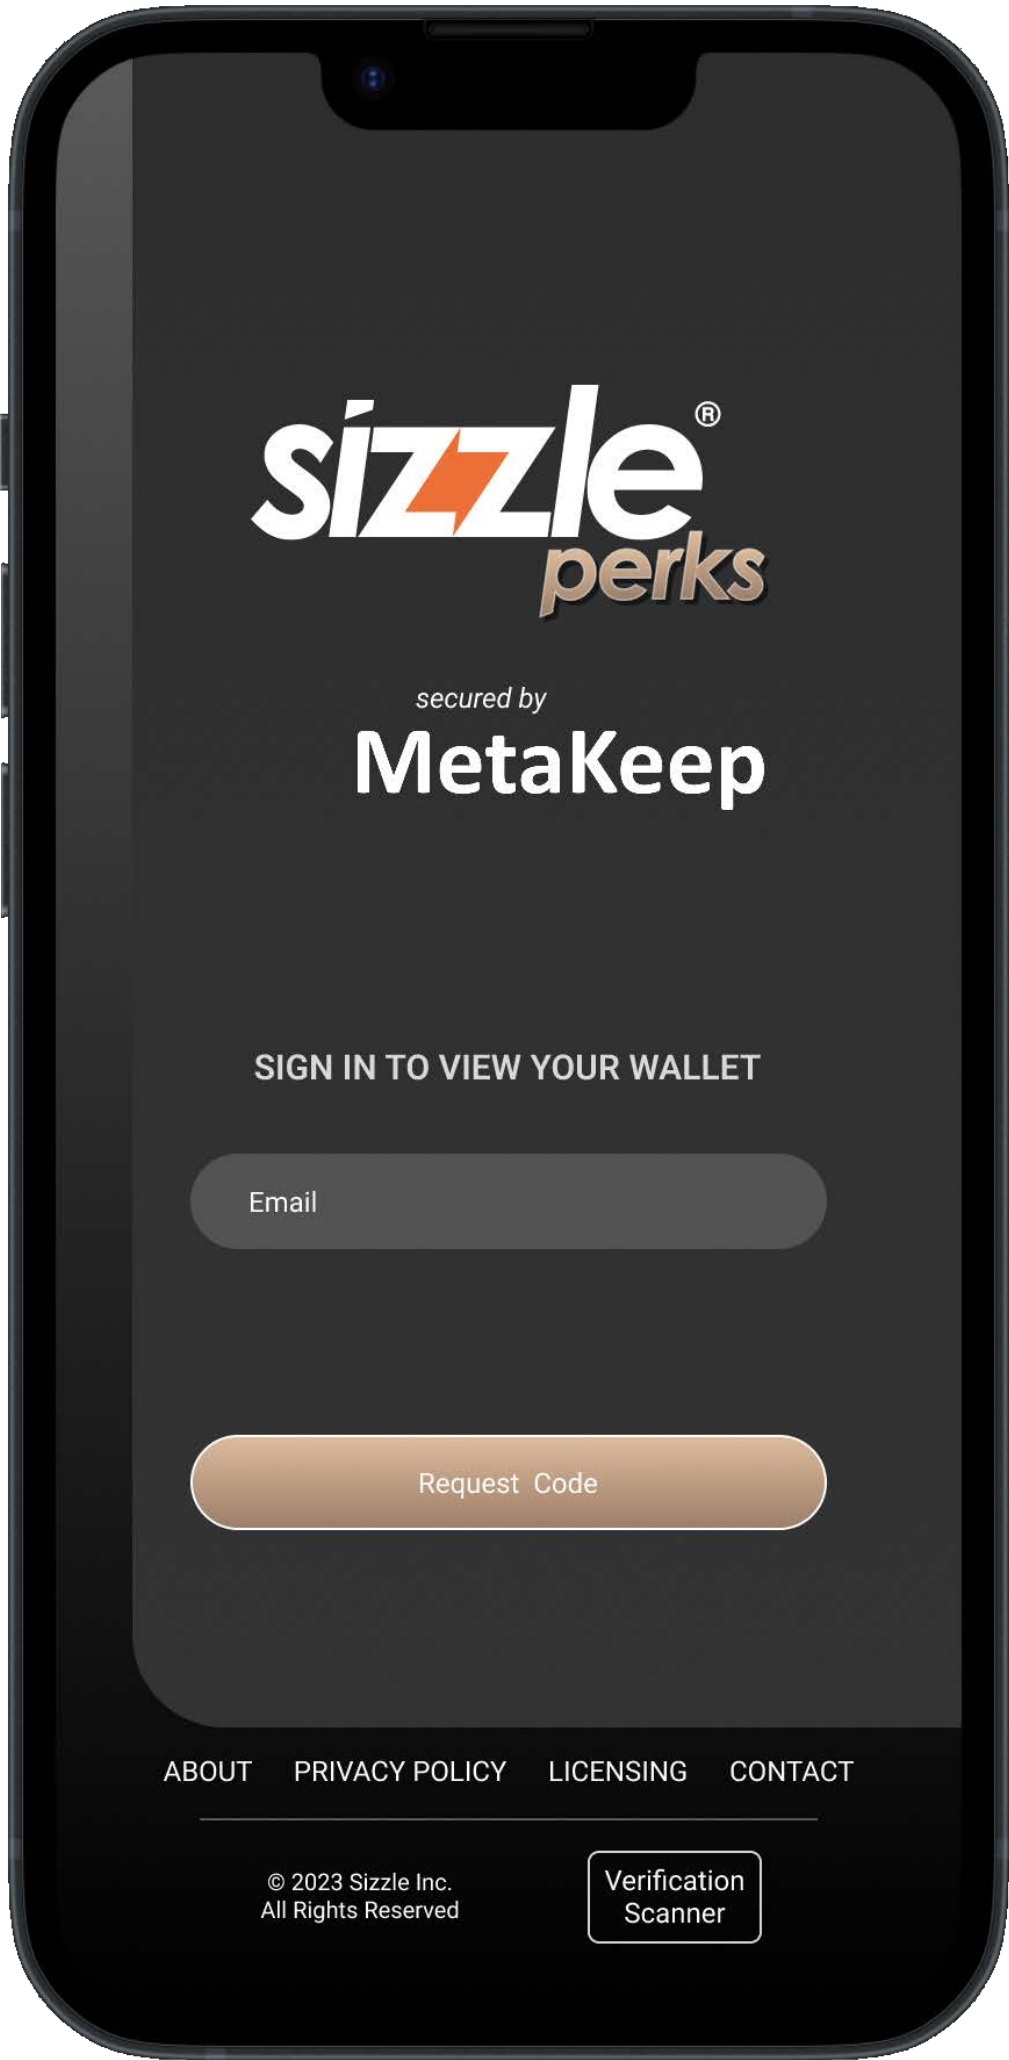 sizzle®
perks
secured by
MetaKeep
SIGN IN TO VIEW YOUR WALLET
Email
Request Code
ABOUT PRIVACY POLICY LICENSING CONTACT
© 2023 Sizzle Inc.
All Rights Reserved
Verification
Scanner